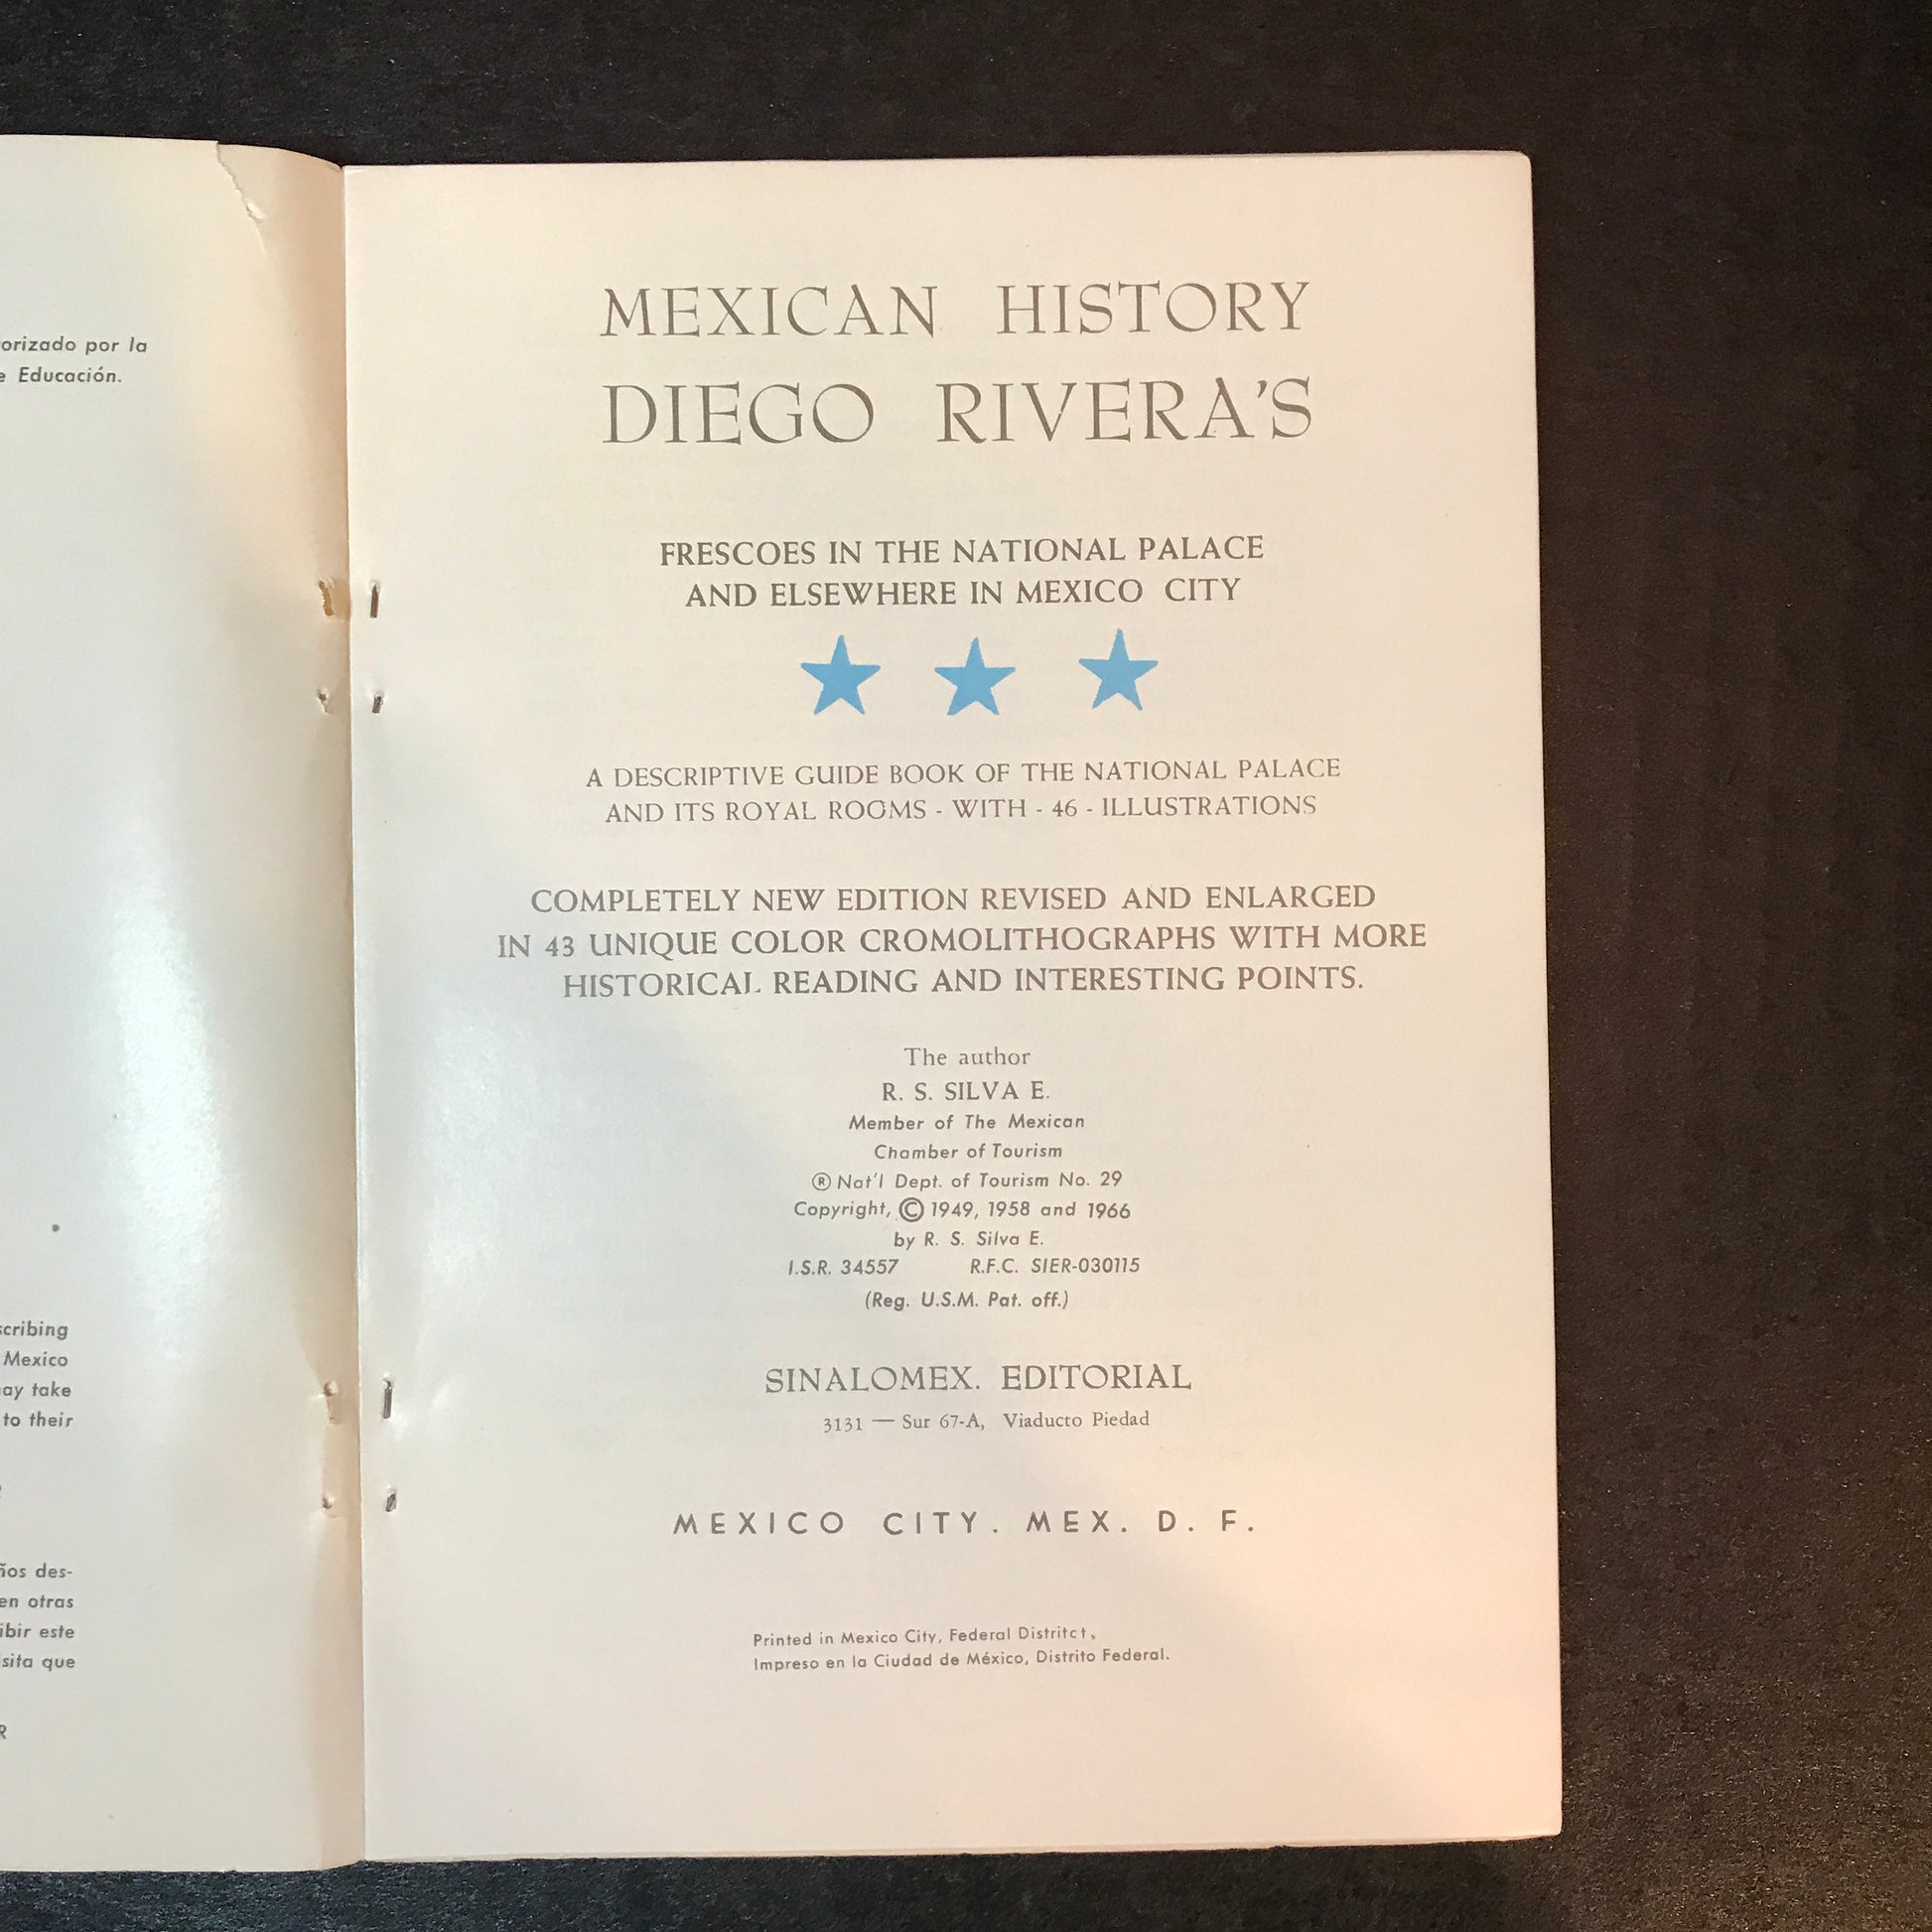 orizado por la
e Educación.
scribing
Mexico
ay take
to their
ños des-
en otras
ibir este
sita que
R
MEXICAN HISTORY
DIEGO RIVERA'S
FRESCOES IN THE NATIONAL PALACE
AND ELSEWHERE IN MEXICO CITY
A DESCRIPTIVE GUIDE BOOK OF THE NATIONAL PALACE
AND ITS ROYAL ROOMS - WITH - 46 - ILLUSTRATIONS
COMPLETELY NEW EDITION REVISED AND ENLARGED
IN 43 UNIQUE COLOR CROMOLITHOGRAPHS WITH MORE
HISTORICAL READING AND INTERESTING POINTS.
The author
R. S. SILVA E.
Member of The Mexican
Chamber of Tourism
® Nat'l Dept. of Tourism No. 29
Copyright, © 1949, 1958 and 1966
by R. S. Silva E.
I.S.R. 34557 R.F.C. SIER-030115
(Reg. U.S.M. Pat. off.)
SINALOMEX. EDITORIAL
3131 — Sur 67-A, Viaducto Piedad
MEXICO CITY. MEX. D. F.
Printed in Mexico City, Federal Distritct,
Impreso en la Ciudad de México, Distrito Federal.